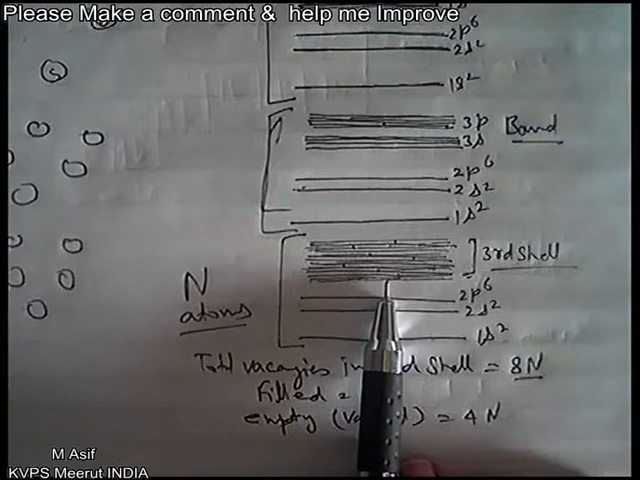 Please Make a comment & help me Improve
2p⁶
2s²
1s²
3p Band
3s
2p⁶
2s²
1s²
3rd Shell
N
atoms
2p⁶
2s²
1s²
Total vacancies in Shell = 8N
filled =
empty = 4N
M Asif
KVPS Meerut INDIA